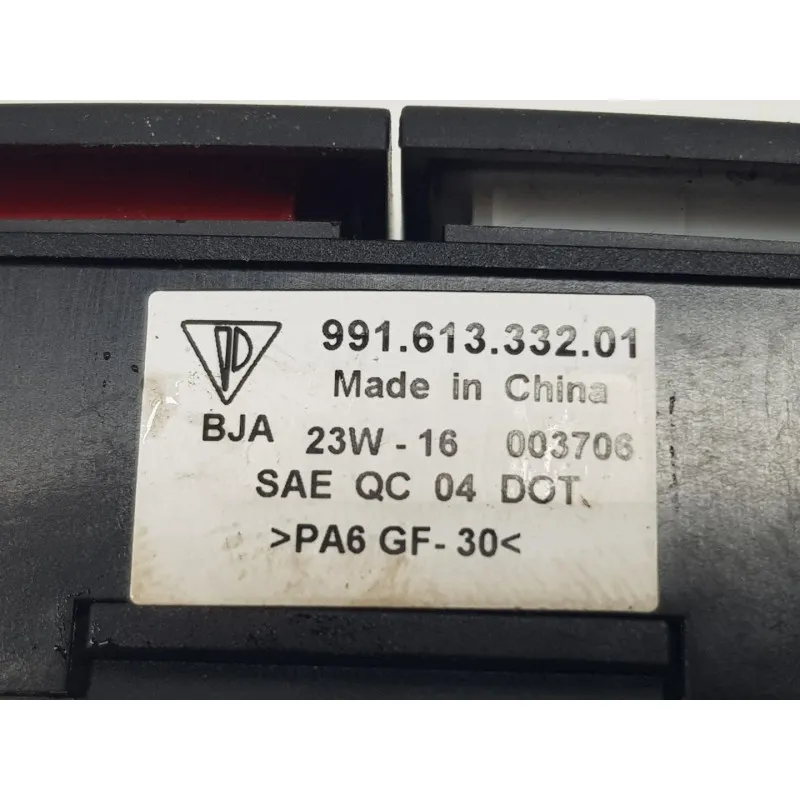 991.613.332.01
Made in China
BJA 23W-16 003706
SAE QC 04 DOT.
>PA6 GF-30<